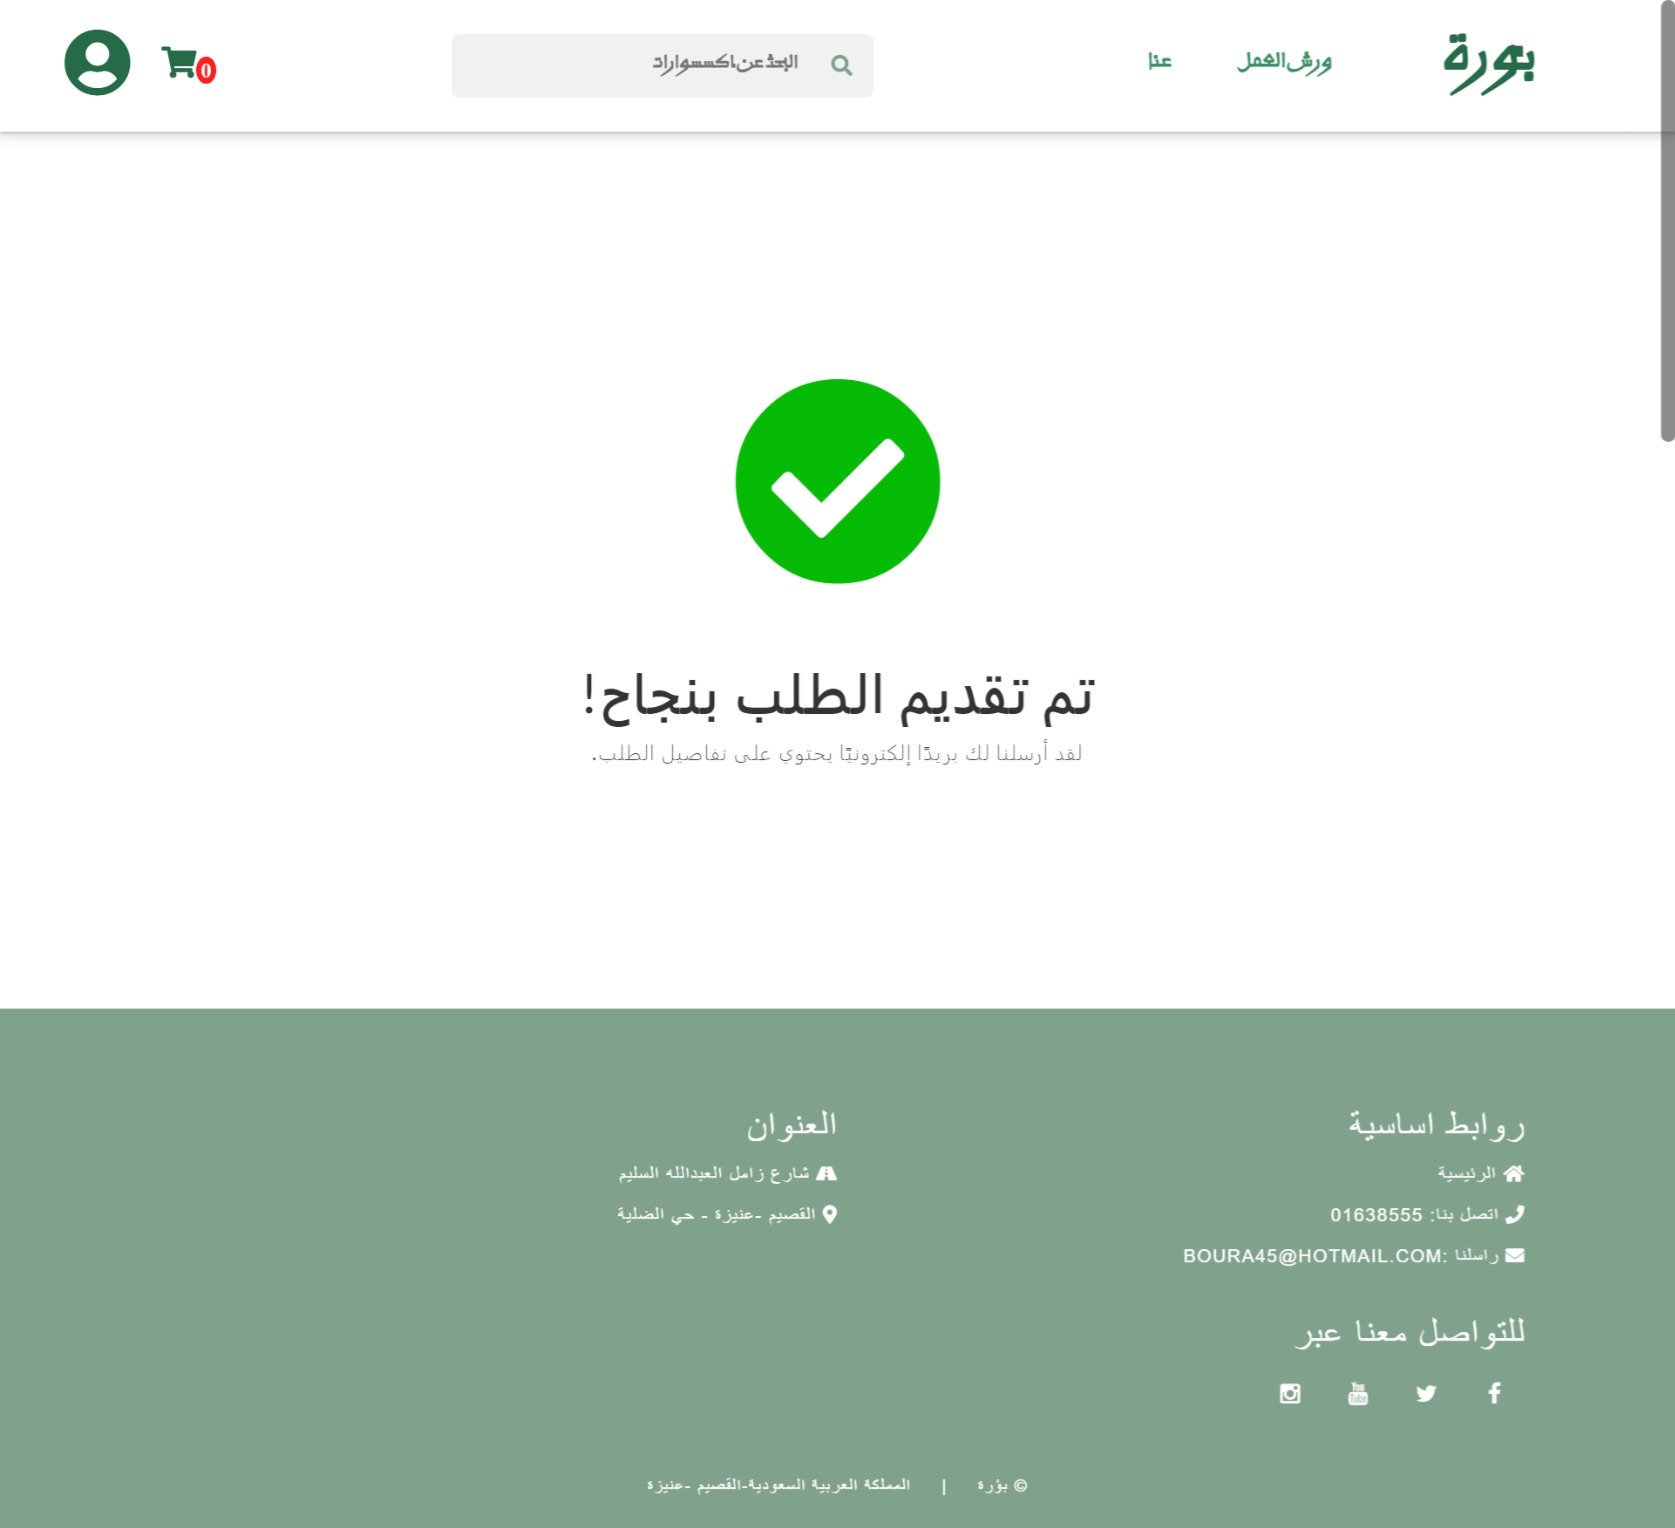 بورة
ورش العمل
عنا
البحث عن اكسسوارات
0
تم تقديم الطلب بنجاح!
لقد أرسلنا لك بريدًا إلكترونيًا يحتوي على تفاصيل الطلب.
روابط اساسية
الرئيسية
اتصل بنا: 01638555
راسلنا :BOURA45@HOTMAIL.COM
للتواصل معنا عبر
You Tube
العنوان
شارع زامل العبدالله السليم
القصيم -عنيزة - حي الضلية
© بؤرة | المملكة العربية السعودية-القصيم -عنيزة